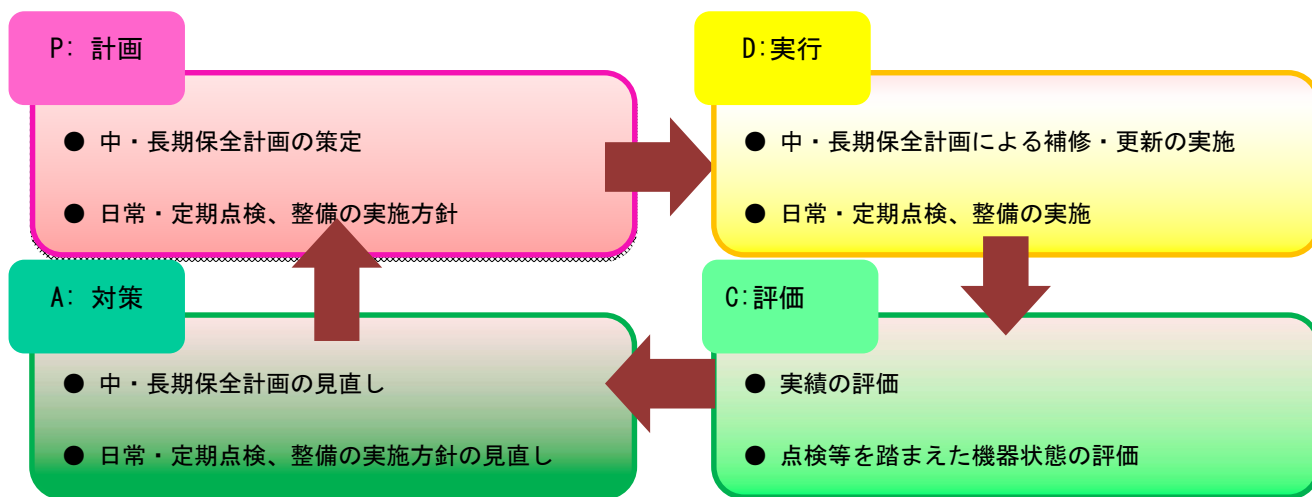 P: 計画
● 中・長期保全計画の策定
● 日常・定期点検、整備の実施方針
D:実行
● 中・長期保全計画による補修・更新の実施
● 日常・定期点検、整備の実施
C:評価
● 実績の評価
● 点検等を踏まえた機器状態の評価
A: 対策
● 中・長期保全計画の見直し
● 日常・定期点検、整備の実施方針の見直し